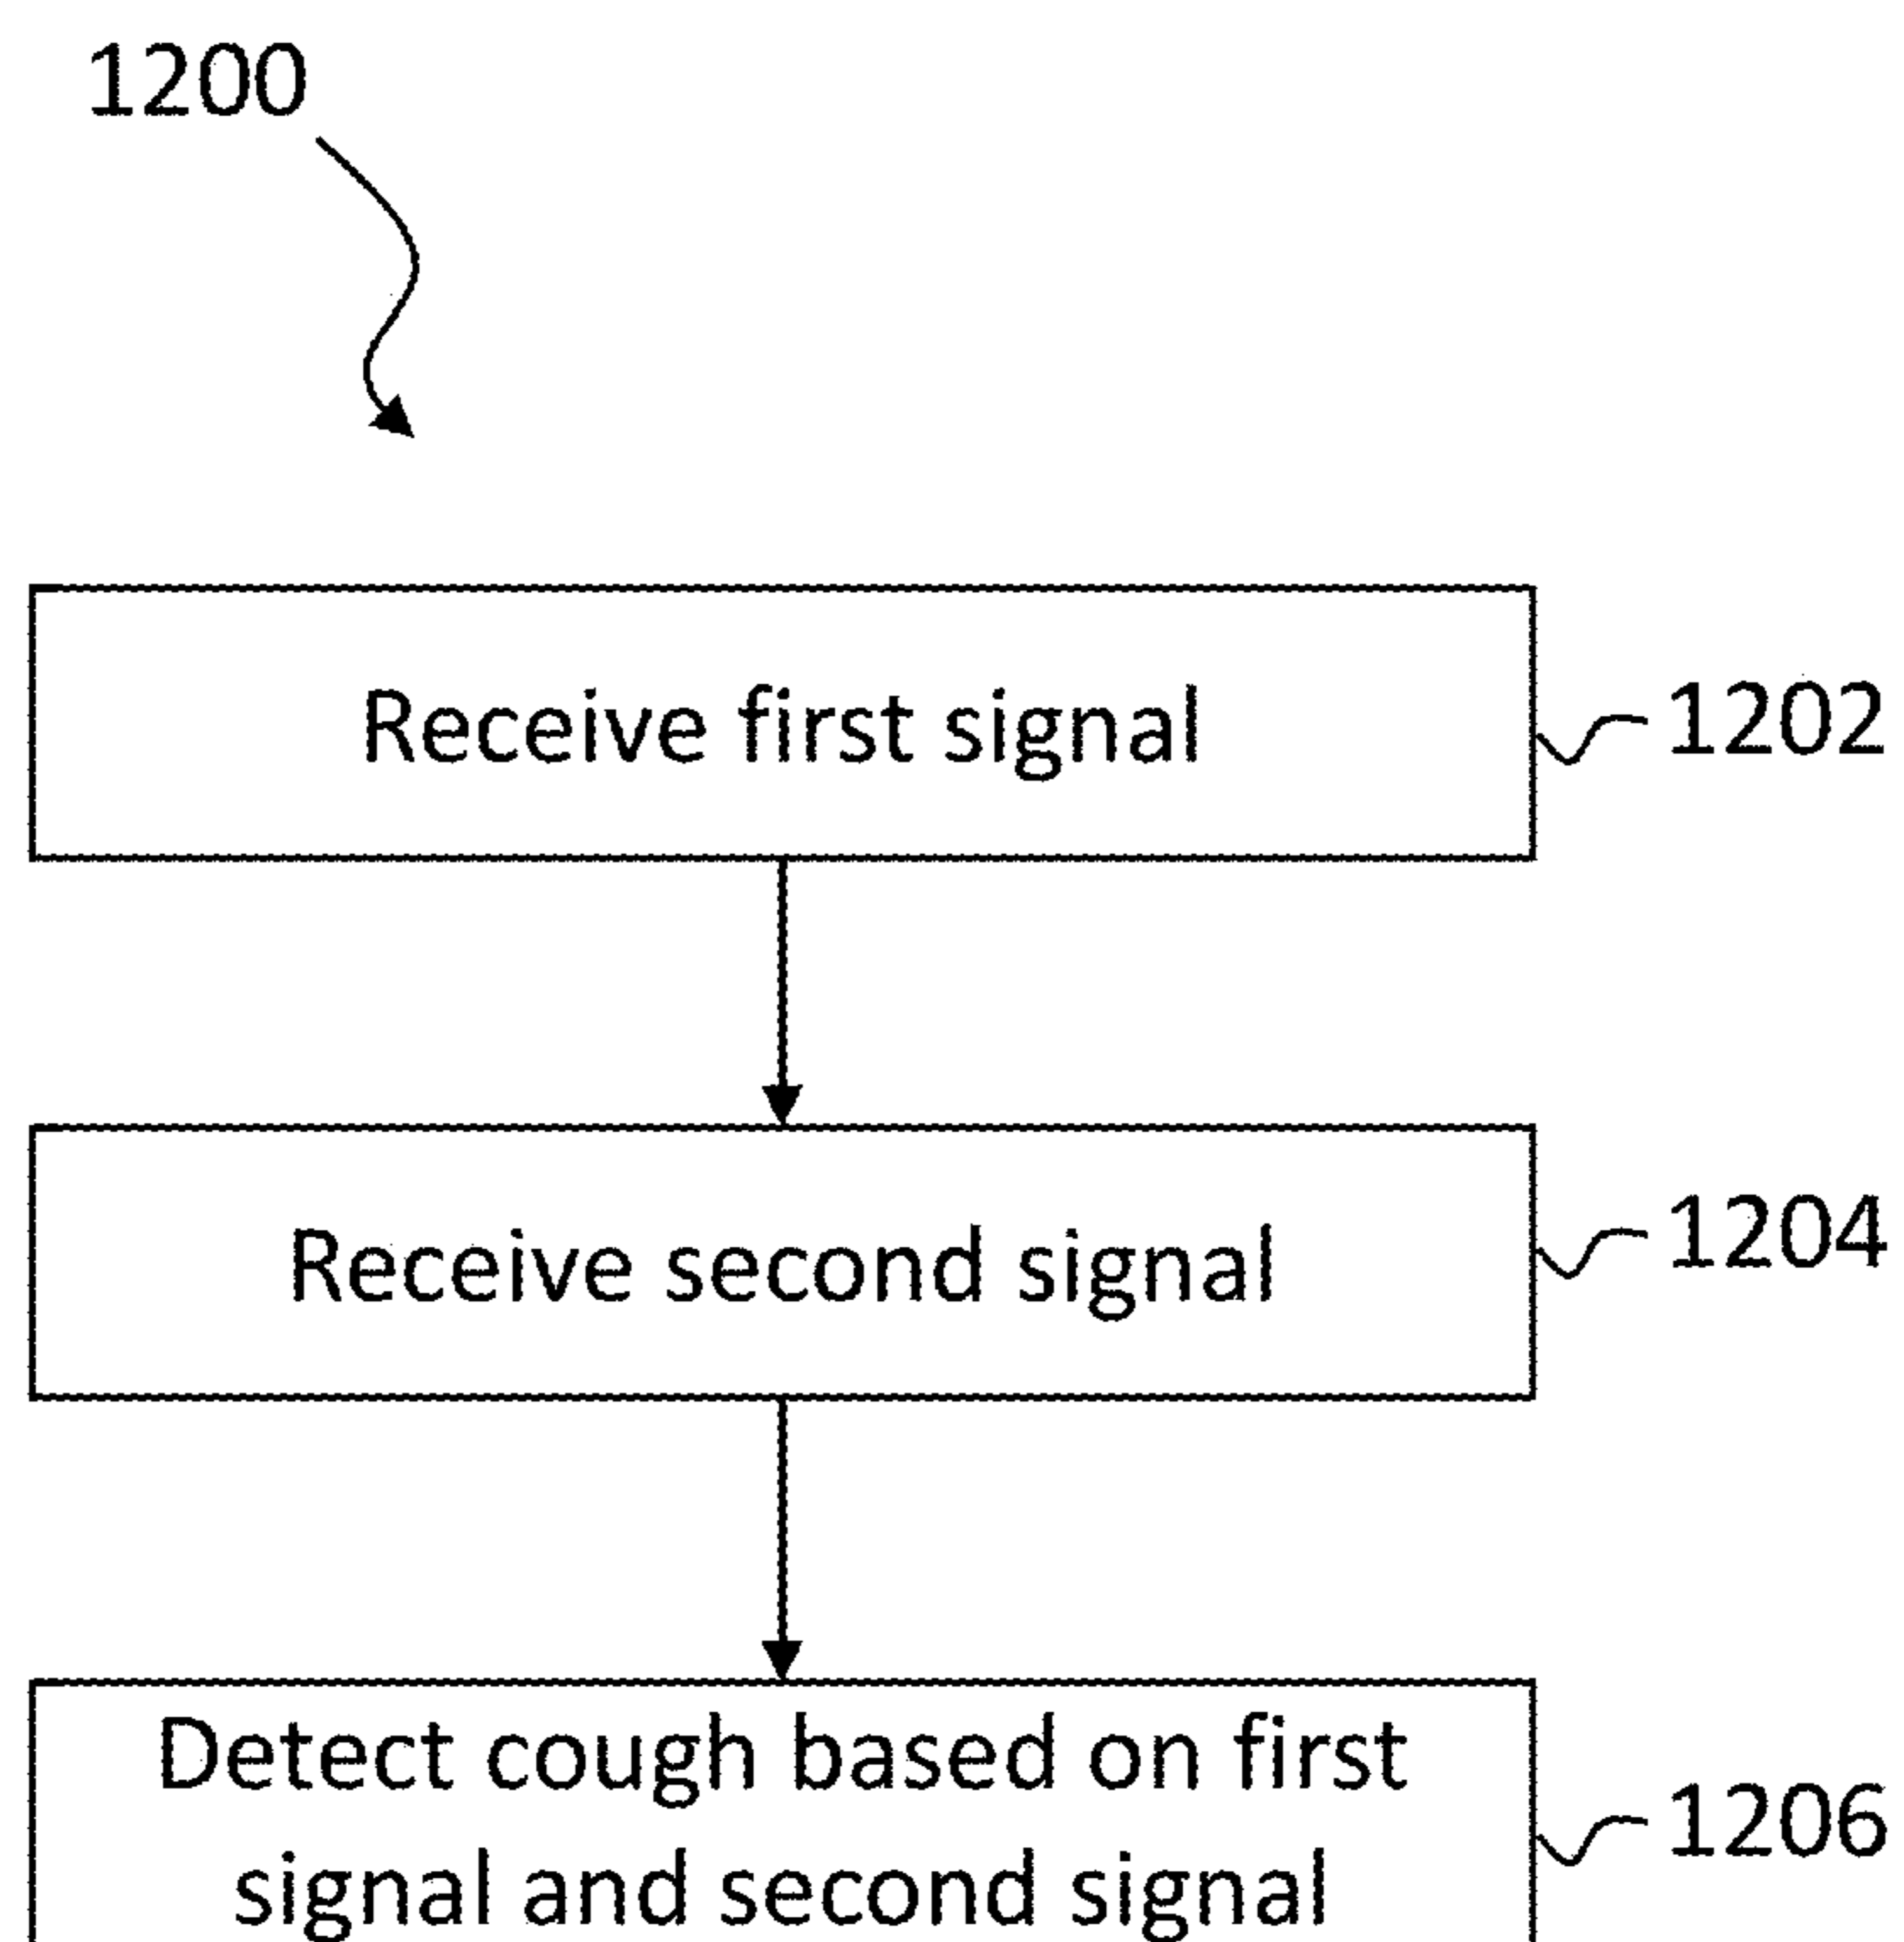 1200
Receive first signal
1202
Receive second signal
1204
Detect cough based on first
signal and second signal
1206